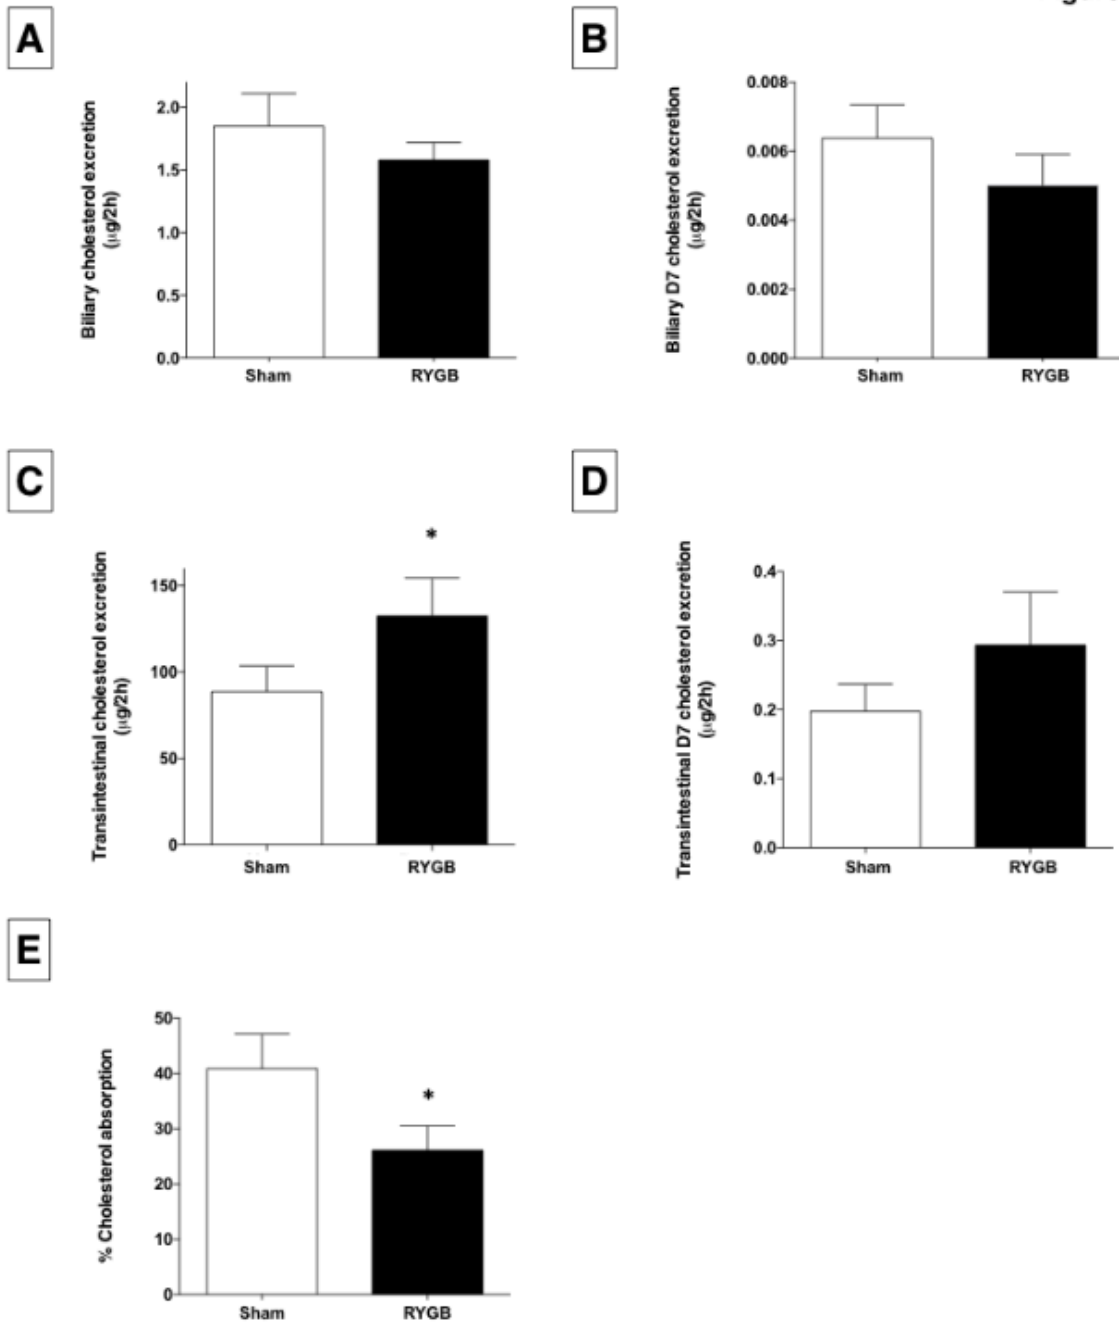 A
Biliary cholesterol excretion
(μg/2h)
2.0
1.5
1.0
0.5
0.0
Sham RYGB
B
Biliary D7 cholesterol excretion
(μg/2h)
0.008
0.006
0.004
0.002
0.000
Sham RYGB
C
Transintestinal cholesterol excretion
(μg/2h)
150
100
50
0
*
Sham RYGB
D
Transintestinal D7 cholesterol excretion
(μg/2h)
0.4
0.3
0.2
0.1
0.0
Sham RYGB
E
% Cholesterol absorption
50
40
30
20
10
0
*
Sham RYGB